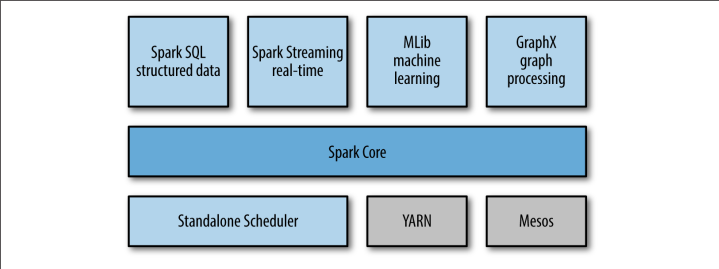 Spark SQL
structured data
Spark Streaming
real-time
MLib
machine
learning
GraphX
graph
processing
Spark Core
Standalone Scheduler
YARN
Mesos